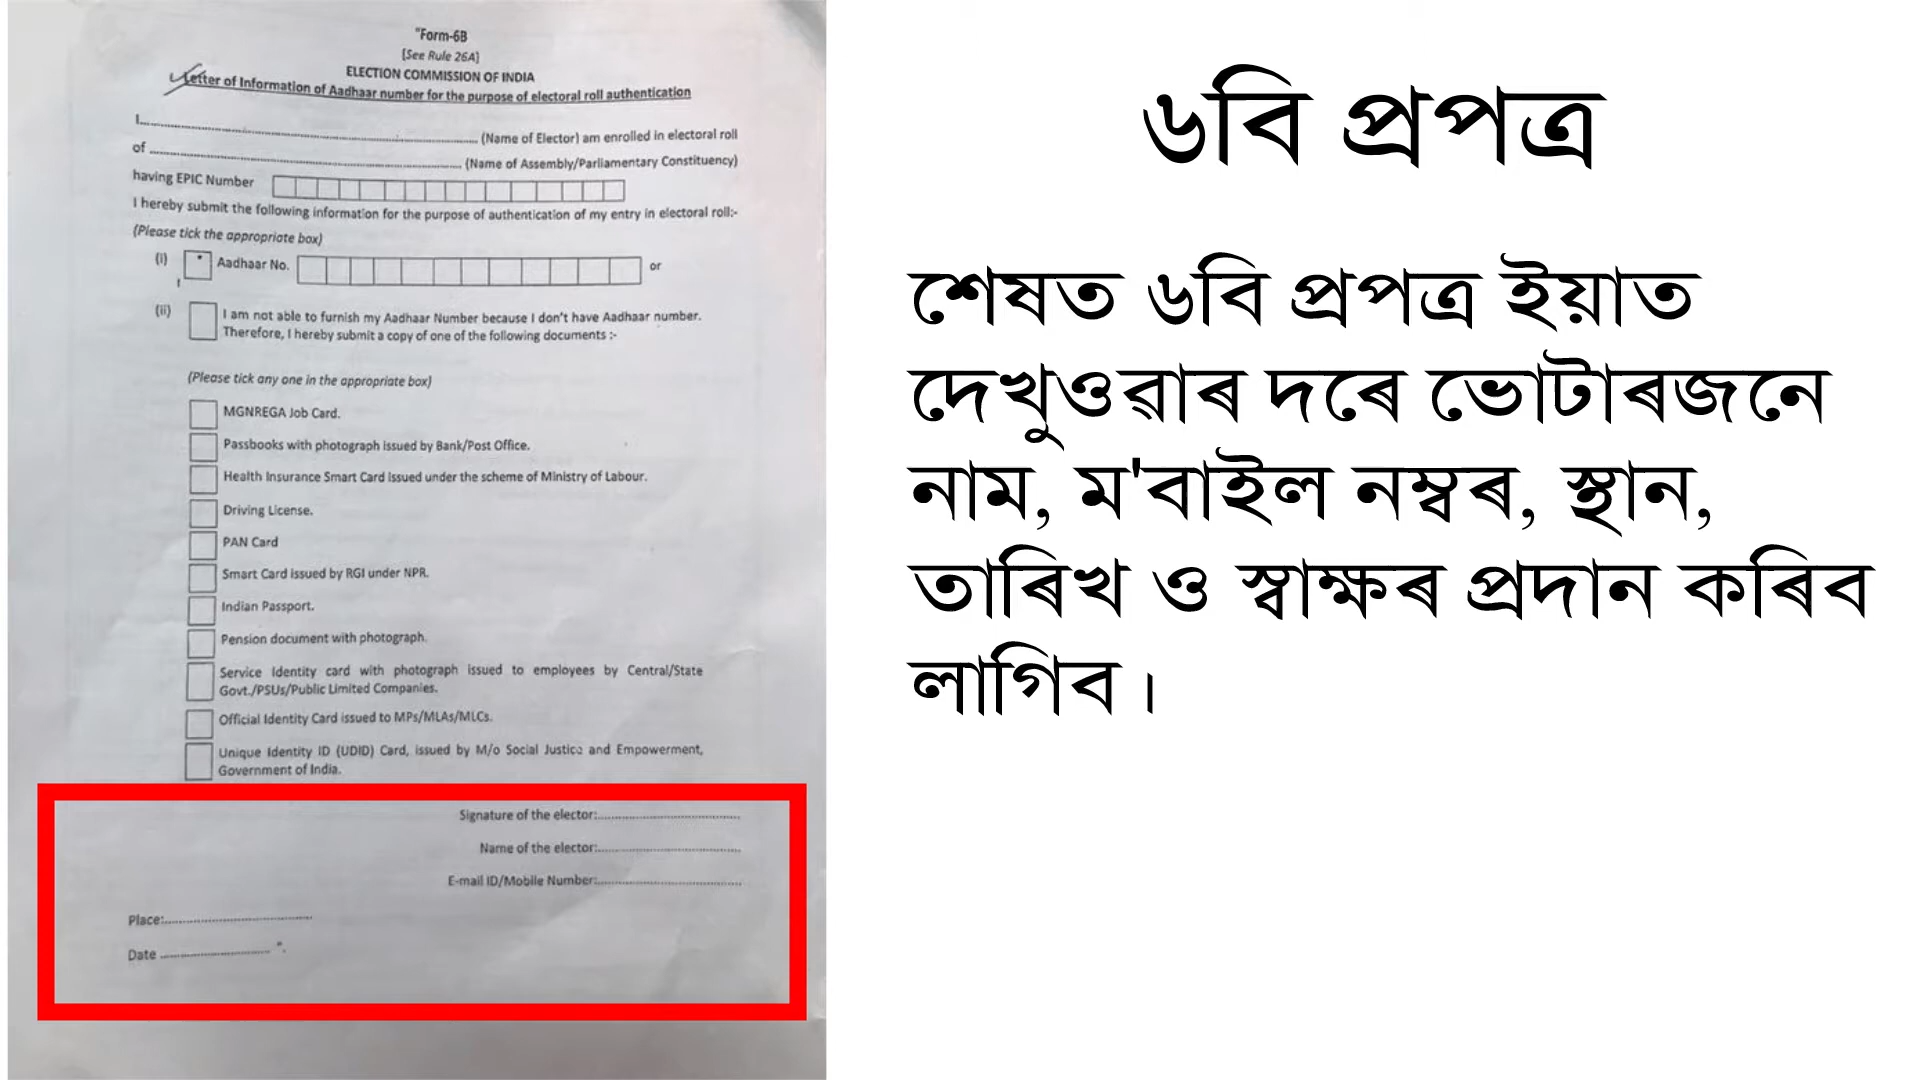 "Form-6B
(See Rule 26A)
ELECTION COMMISSION OF INDIA
Letter of Information of Aadhaar number for the purpose of electoral roll authentication
I.......... (Name of Elector) am enrolled in electoral roll
of .......... (Name of Assembly/Parliamentary Constituency)
having EPIC Number
I hereby submit the following information for the purpose of authentication of my entry in electoral roll:-
(Please tick the appropriate box)
(i) Aadhaar No. or
(ii) I am not able to furnish my Aadhaar Number because I don't have Aadhaar number.
Therefore, I hereby submit a copy of one of the following documents :-
(Please tick any one in the appropriate box)
MGNREGA Job Card.
Passbooks with photograph issued by Bank/Post Office.
Health Insurance Smart Card issued under the scheme of Ministry of Labour.
Driving License.
PAN Card
Smart Card issued by RGI under NPR.
Indian Passport.
Pension document with photograph.
Service Identity card with photograph issued to employees by Central/State
Govt./PSUs/Public Limited Companies.
Official Identity Card issued to MPs/MLAs/MLCs.
Unique Identity ID (UDID) Card, issued by M/o Social Justice and Empowerment,
Government of India.
Signature of the elector:..........
Name of the elector:..........
E-mail ID/Mobile Number:..........
Place:..........
Date .......... ".
৬বি প্ৰপত্ৰ
শেষত ৬বি প্ৰপত্ৰ ইয়াত
দেখুওৱাৰ দৰে ভোটাৰজনে
নাম, ম'বাইল নম্বৰ, স্থান,
তাৰিখ ও স্বাক্ষৰ প্ৰদান কৰিব
লাগিব।